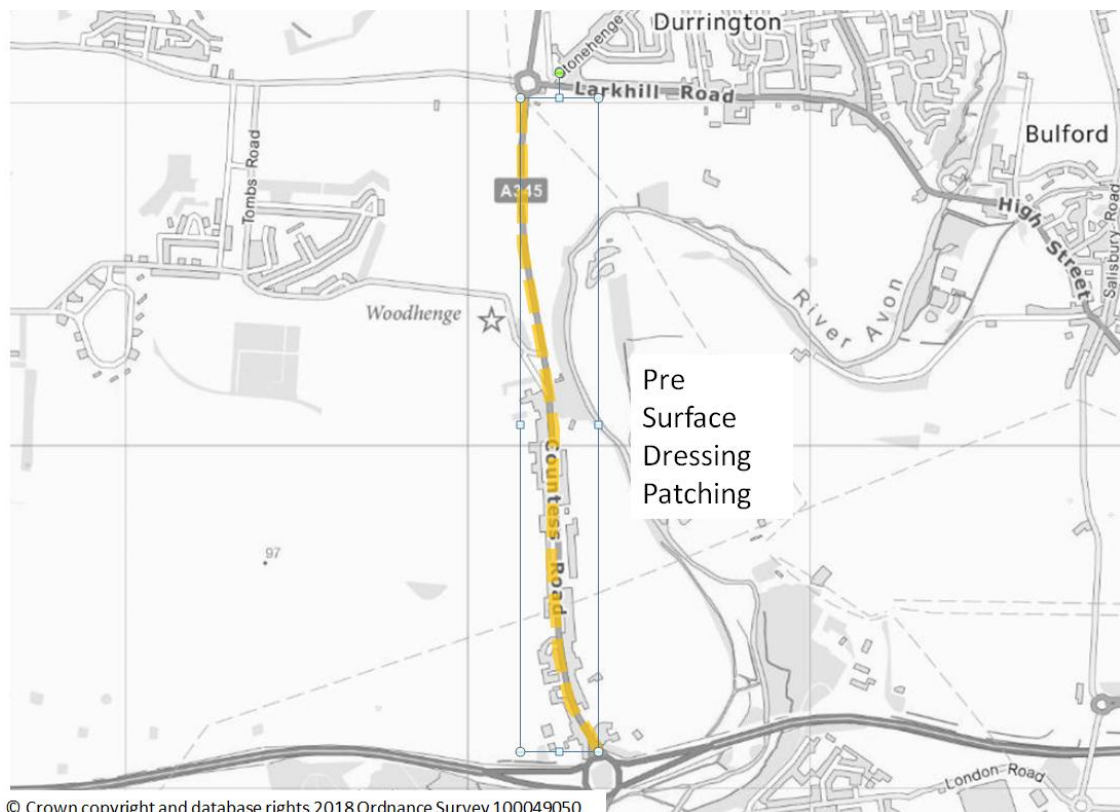 Durrington
Stonehenge
Larkhill Road
Bulford
Tombs Road
A345
High Street
Salisbury Road
Woodhenge
River Avon
Pre
Surface
Dressing
Patching
Countess Road
97
London Road
© Crown copyright and database rights 2018 Ordnance Survey 100049050